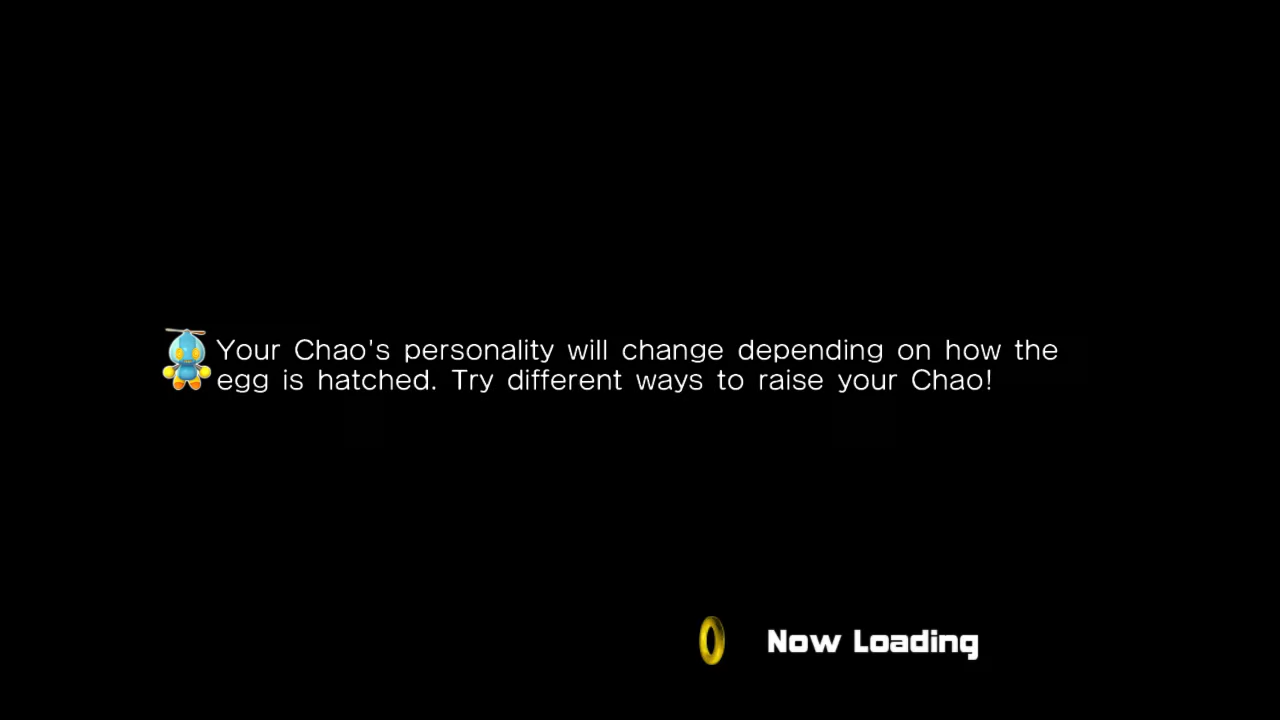 Your Chao's personality will change depending on how the
egg is hatched. Try different ways to raise your Chao!
Now Loading